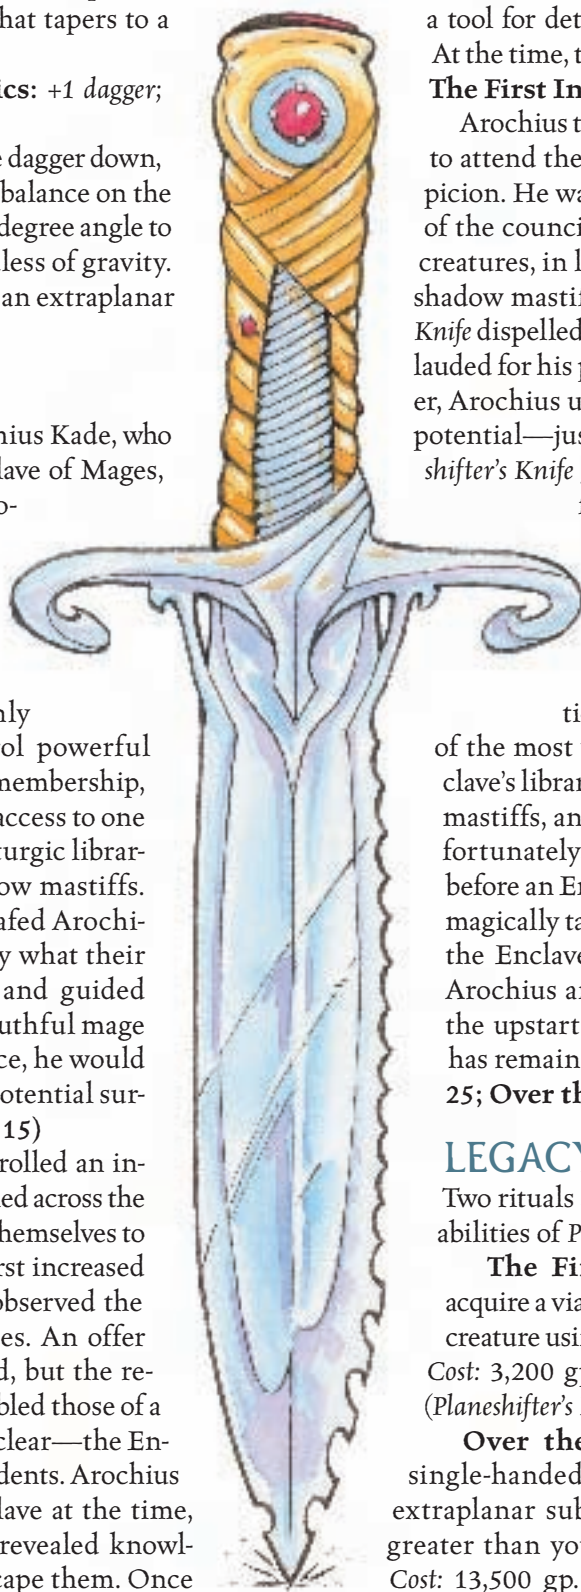 hat tapers to a
ics: +1 dagger;
e dagger down,
balance on the
degree angle to
less of gravity.
an extraplanar
nius Kade, who
lave of Mages,
o-
nly
ol powerful
membership,
access to one
turgic librar-
ow mastiffs.
afed Arochi-
y what their
and guided
uthful mage
ce, he would
otential sur-
15)
rolled an in-
ed across the
hemselves to
rst increased
observed the
es. An offer
d, but the re-
bled those of a
clear—the En-
dents. Arochius
lave at the time,
revealed knowl-
cape them. Once
a tool for det
At the time, t
The First In
Arochius t
to attend the
picion. He wa
of the counci
creatures, in l
shadow mastif
Knife dispelled
lauded for his p
er, Arochius u
potential—jus
shifter's Knife
ti
of the most
clave's librar
mastiffs, an
fortunately
before an En
magically ta
the Enclave
Arochius an
the upstart
has remain
25; Over th
LEGACY
Two rituals
abilities of P
The Fi
acquire a via
creature usin
Cost: 3,200 g
(Planeshifter's
Over the
single-handed
extraplanar sub
greater than yo
Cost: 13,500 gp.